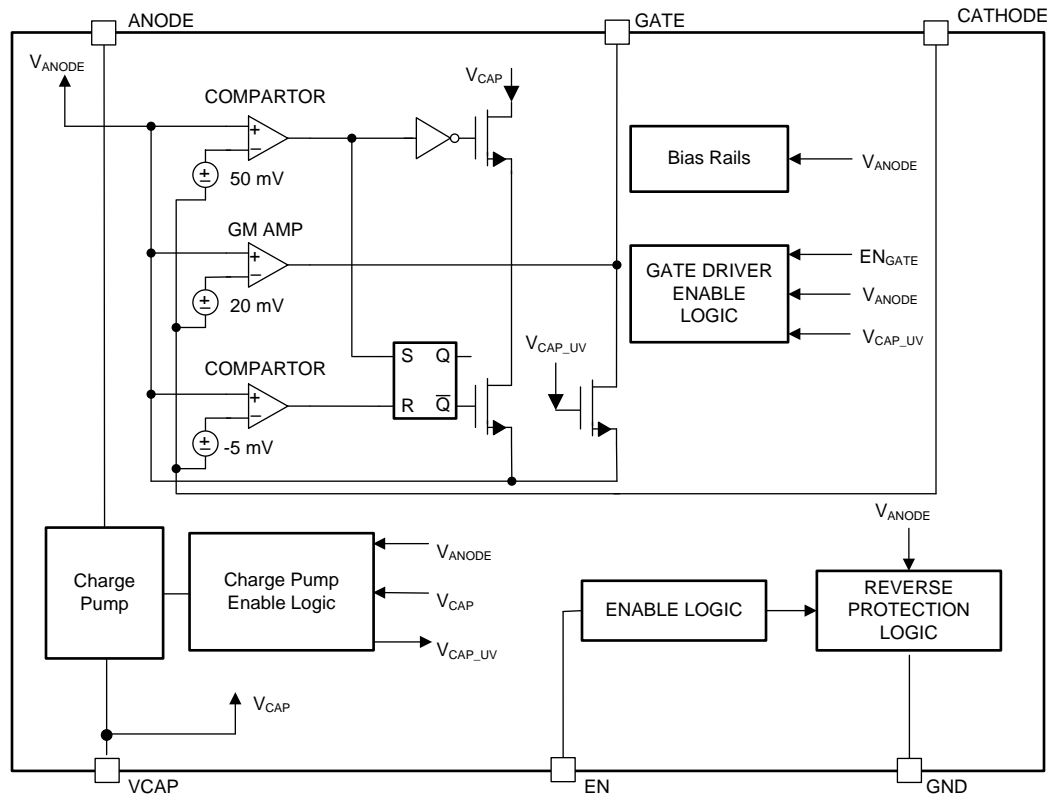 ANODE
GATE
CATHODE
VANODE
COMPARTOR
VCAP
+
−
50 mV
Bias Rails
VANODE
GM AMP
+
−
20 mV
GATE DRIVER
ENABLE
LOGIC
ENGATE
VANODE
VCAP_UV
VCAP_UV
COMPARTOR
+
−
-5 mV
S Q
R Q̅
Charge
Pump
Charge Pump
Enable Logic
VANODE
VCAP
VCAP_UV
VCAP
VANODE
ENABLE LOGIC
REVERSE
PROTECTION
LOGIC
VCAP
EN
GND